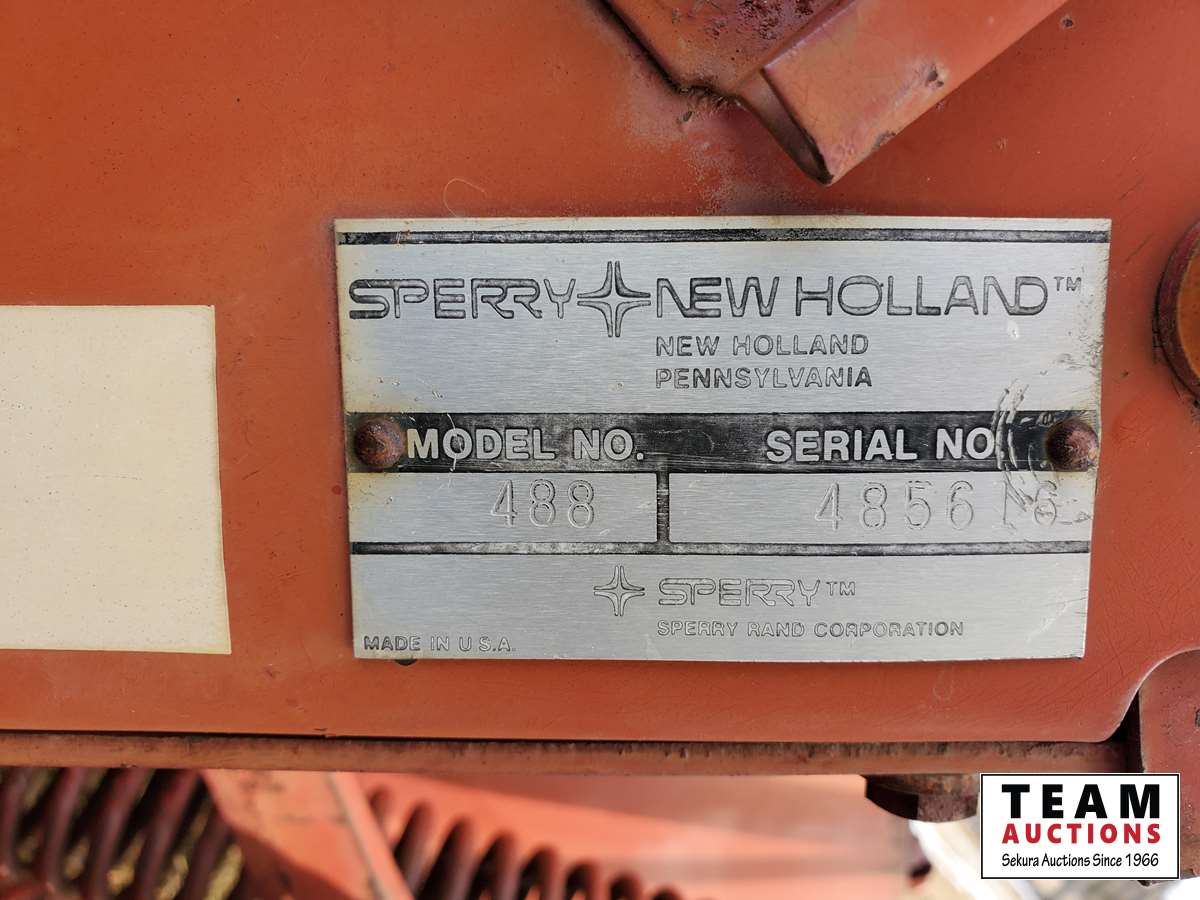 SPERRY NEW HOLLAND™
NEW HOLLAND
PENNSYLVANIA
MODEL NO. SERIAL NO.
488
SPERRY™
SPERRY RAND CORPORATION
MADE IN U.S.A.
TEAM
AUCTIONS
Sekura Auctions Since 1966